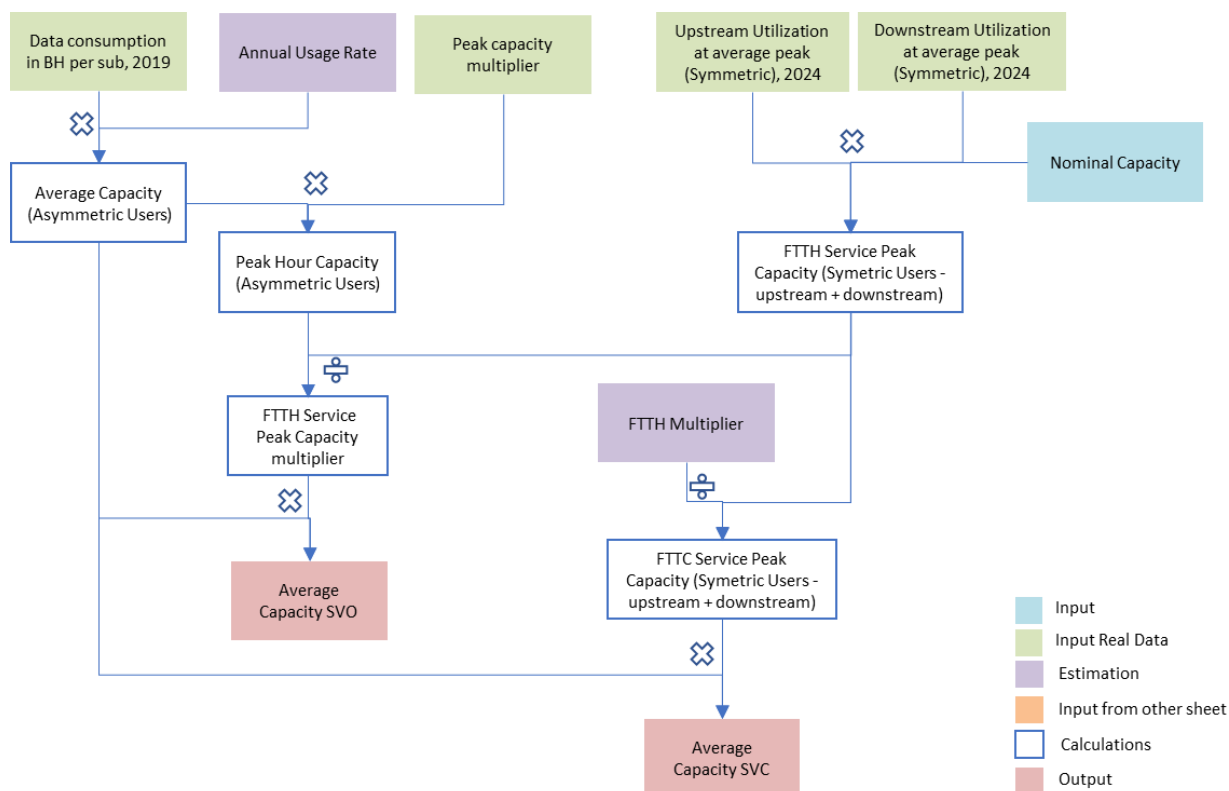 Data consumption
in BH per sub, 2019
Annual Usage Rate
Peak capacity
multiplier
Upstream Utilization
at average peak
(Symmetric), 2024
Downstream Utilization
at average peak
(Symmetric), 2024
Nominal Capacity
Average Capacity
(Asymmetric Users)
Peak Hour Capacity
(Asymmetric Users)
FTTH Service Peak
Capacity (Symetric Users -
upstream + downstream)
FTTH Service
Peak Capacity
multiplier
FTTH Multiplier
FTTC Service Peak
Capacity (Symetric Users -
upstream + downstream)
Average
Capacity SVO
Average
Capacity SVC
Input
Input Real Data
Estimation
Input from other sheet
Calculations
Output